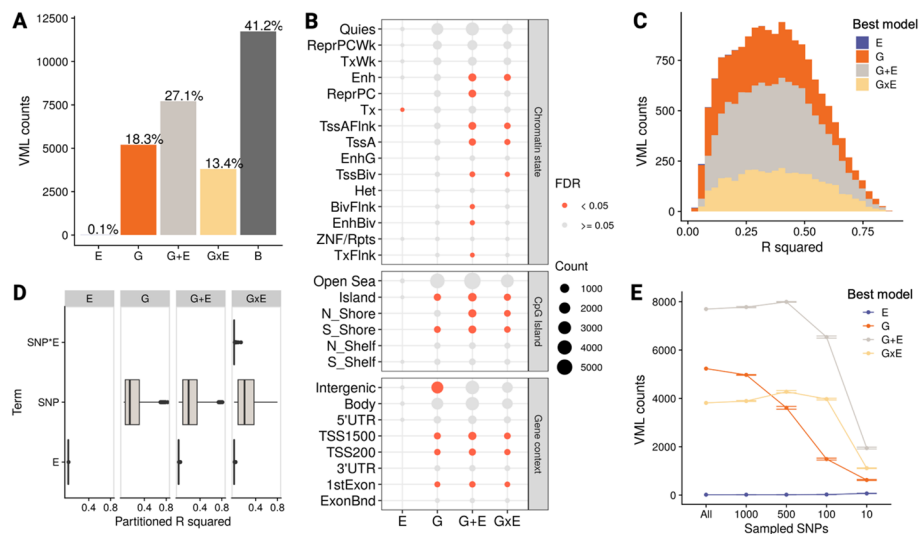 A
12500
10000
7500
5000
2500
0
VML counts
0.1%
18.3%
27.1%
13.4%
41.2%
E G G+E GxE B
B
Quies
ReprPCWk
TxWk
Enh
ReprPC
Tx
TssAFlnk
TssA
EnhG
TssBiv
Het
BivFlnk
EnhBiv
ZNF/Rpts
TxFlnk
Chromatin state
Open Sea
Island
N_Shore
S_Shore
N_Shelf
S_Shelf
CpG Island
Intergenic
Body
5'UTR
TSS1500
TSS200
3'UTR
1stExon
ExonBnd
Gene context
E G G+E GxE
FDR
< 0.05
>= 0.05
Count
1000
2000
3000
4000
5000
C
Best model
E
G
G+E
GxE
750
500
250
0
VML counts
0.00 0.25 0.50 0.75
R squared
D
E G G+E GxE
SNP*E
SNP
E
Term
0.4 0.8 0.4 0.8 0.4 0.8 0.4 0.8
Partitioned R squared
E
Best model
E
G
G+E
GxE
8000
6000
4000
2000
0
VML counts
All 1000 500 100 10
Sampled SNPs